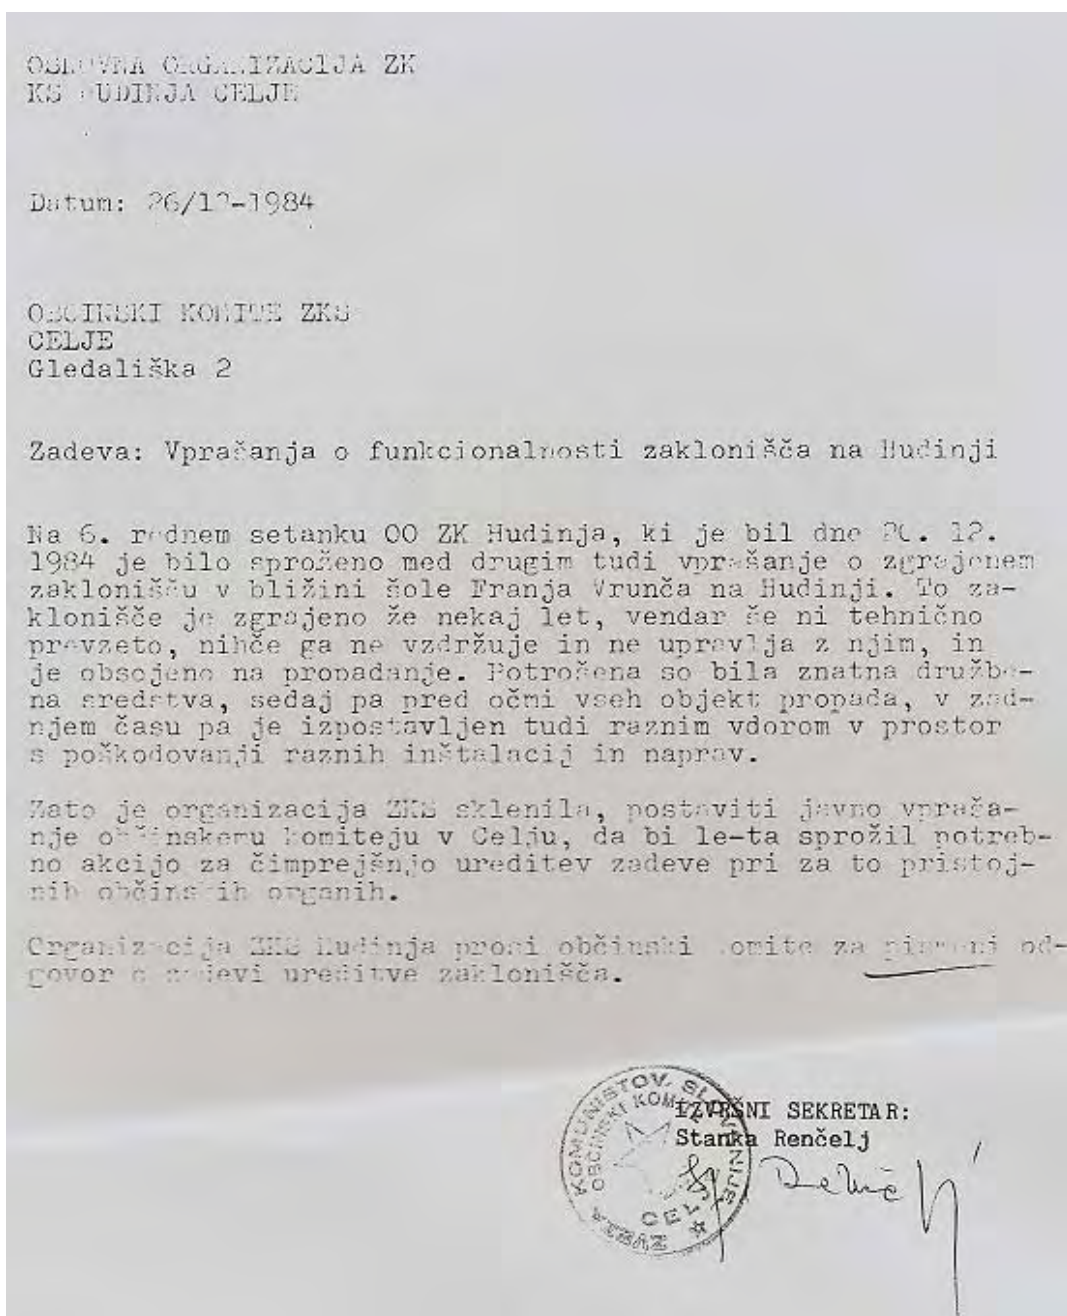 OSNOVNA ORGANIZACIJA ZK
KS HUDINJA CELJE
Datum: 26/12-1984
OBČINSKI KOMITE ZKS
CELJE
Gledališka 2
Zadeva: Vprašanja o funkcionalnosti zaklonišča na Hudinji
Na 6. rednem setanku OO ZK Hudinja, ki je bil dne 12.
1984 je bilo sproženo med drugim tudi vprašanje o zgrajenem
zaklonišču v bližini šole Franja Vrunča na Hudinji. To za-
klonišče je zgrajeno že nekaj let, vendar še ni tehnično
prevzeto, nihče ga ne vzdržuje in ne upravlja z njim, in
je obsojeno na propadanje. Potrošena so bila znatna družbe-
na sredstva, sedaj pa pred očmi vseh objekt propada, v zad-
njem času pa je izpostavljen tudi raznim vdorom v prostor
s poškodovanji raznih inštalacij in naprav.
Zato je organizacija ZKS sklenila, postaviti javno vpraša-
nje občinskemu komiteju v Celju, da bi le-ta sprožil potreb-
no akcijo za čimprejšnjo ureditev zadeve pri za to pristoj-
nih občinskih organih.
Organizacija ZKS Hudinja prosi občinski komite za pismeni od-
govor o zadevi ureditve zaklonišča.
IZVRŠNI SEKRETAR:
Stanka Renčelj
ZVEZA KOMUNISTOV SLOVENIJE
OBČINSKI KOMITE
CELJE